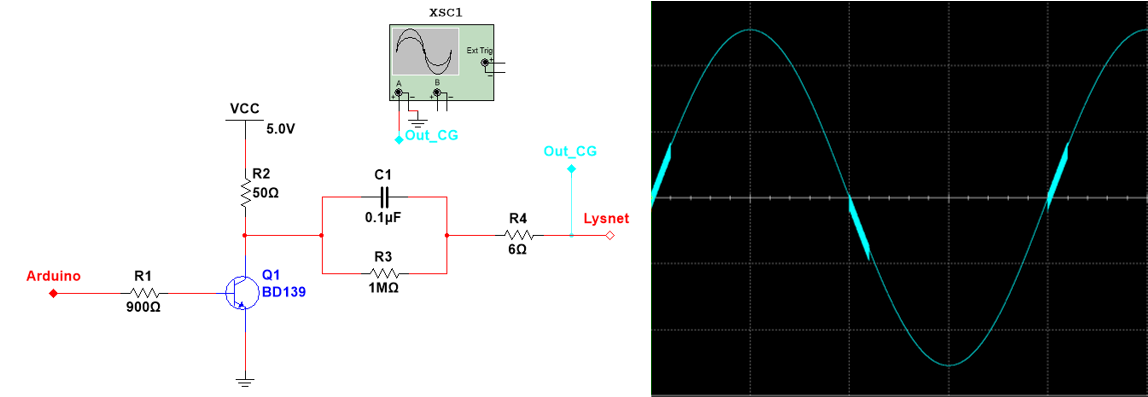 XSC1
Ext Trig
+
−
A
B
+
−
+
−
Out_CG
VCC
5.0V
R2
50Ω
C1
0.1µF
R3
1MΩ
R4
6Ω
Out_CG
Lysnet
Arduino
R1
900Ω
Q1
BD139